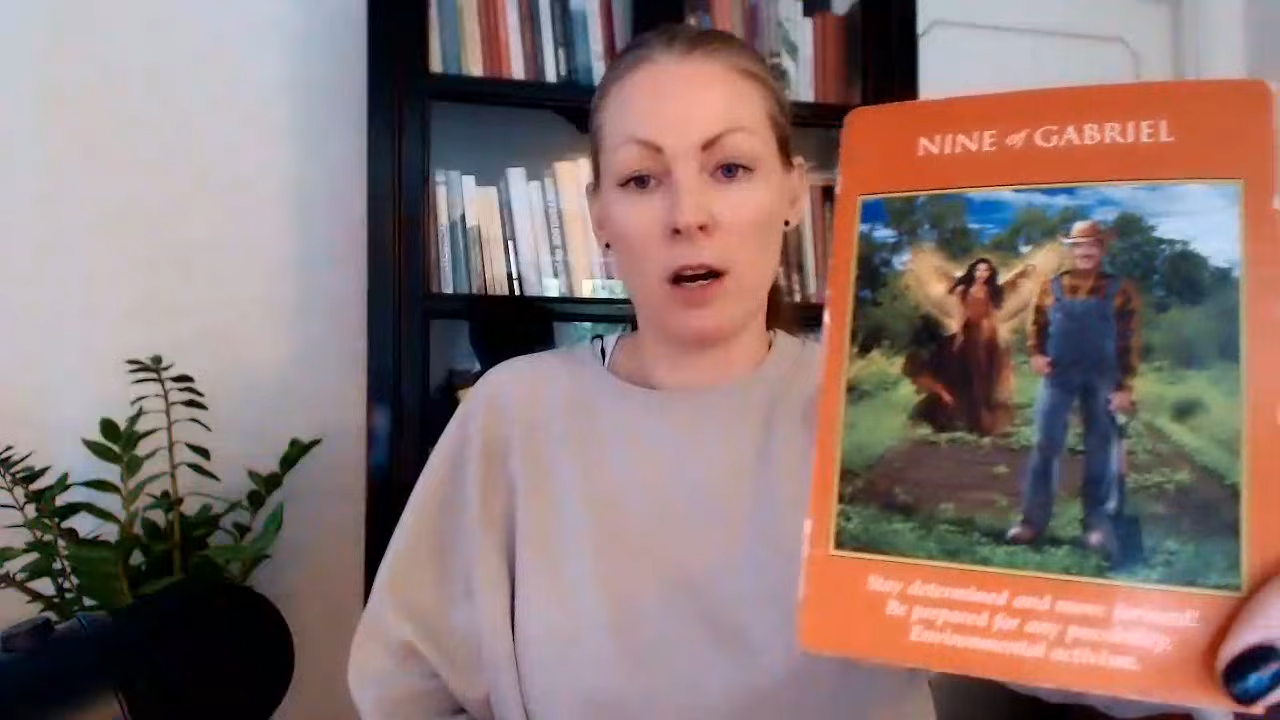 NINE of GABRIEL
Stay determined and move forward!
Be prepared for any possibility.
Environmental activism.